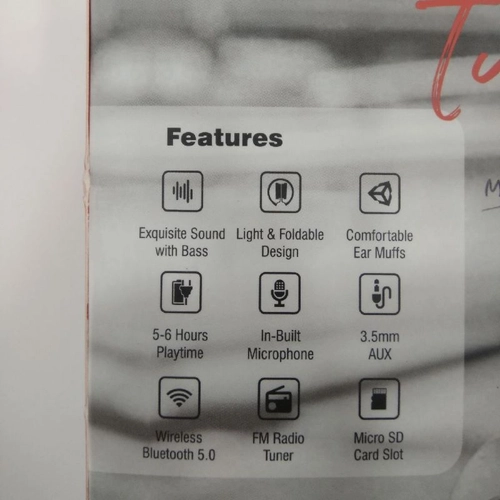 Tu
Features
Exquisite Sound
with Bass
Light & Foldable
Design
Comfortable
Ear Muffs
5-6 Hours
Playtime
In-Built
Microphone
3.5mm
AUX
Wireless
Bluetooth 5.0
FM Radio
Tuner
Micro SD
Card Slot